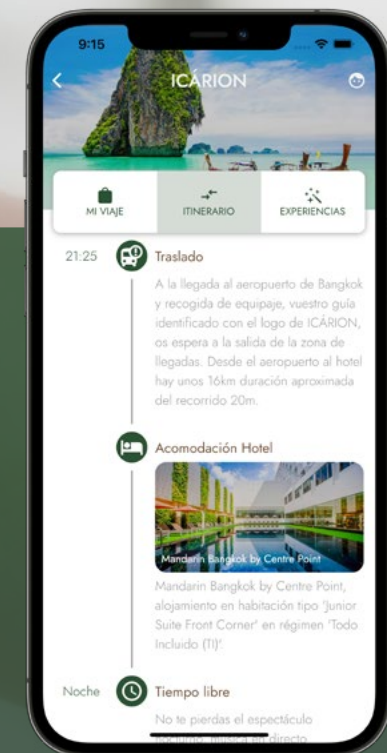 9:15
ICÁRION
MI VIAJE
ITINERARIO
EXPERIENCIAS
21:25
Traslado
A la llegada al aeropuerto de Bangkok
y recogida de equipaje, vuestro guía
identificado con el logo de ICÁRION,
os espera a la salida de la zona de
llegadas. Desde el aeropuerto al hotel
hay unos 16km duración aproximada
del recorrido 20m.
Acomodación Hotel
Mandarin Bangkok by Centre Point
Mandarin Bangkok by Centre Point,
alojamiento en habitación tipo 'Junior
Suite Front Corner' en régimen 'Todo
Incluido (TI)'.
Noche
Tiempo libre
No te pierdas el espectáculo
nocturno, música en directo